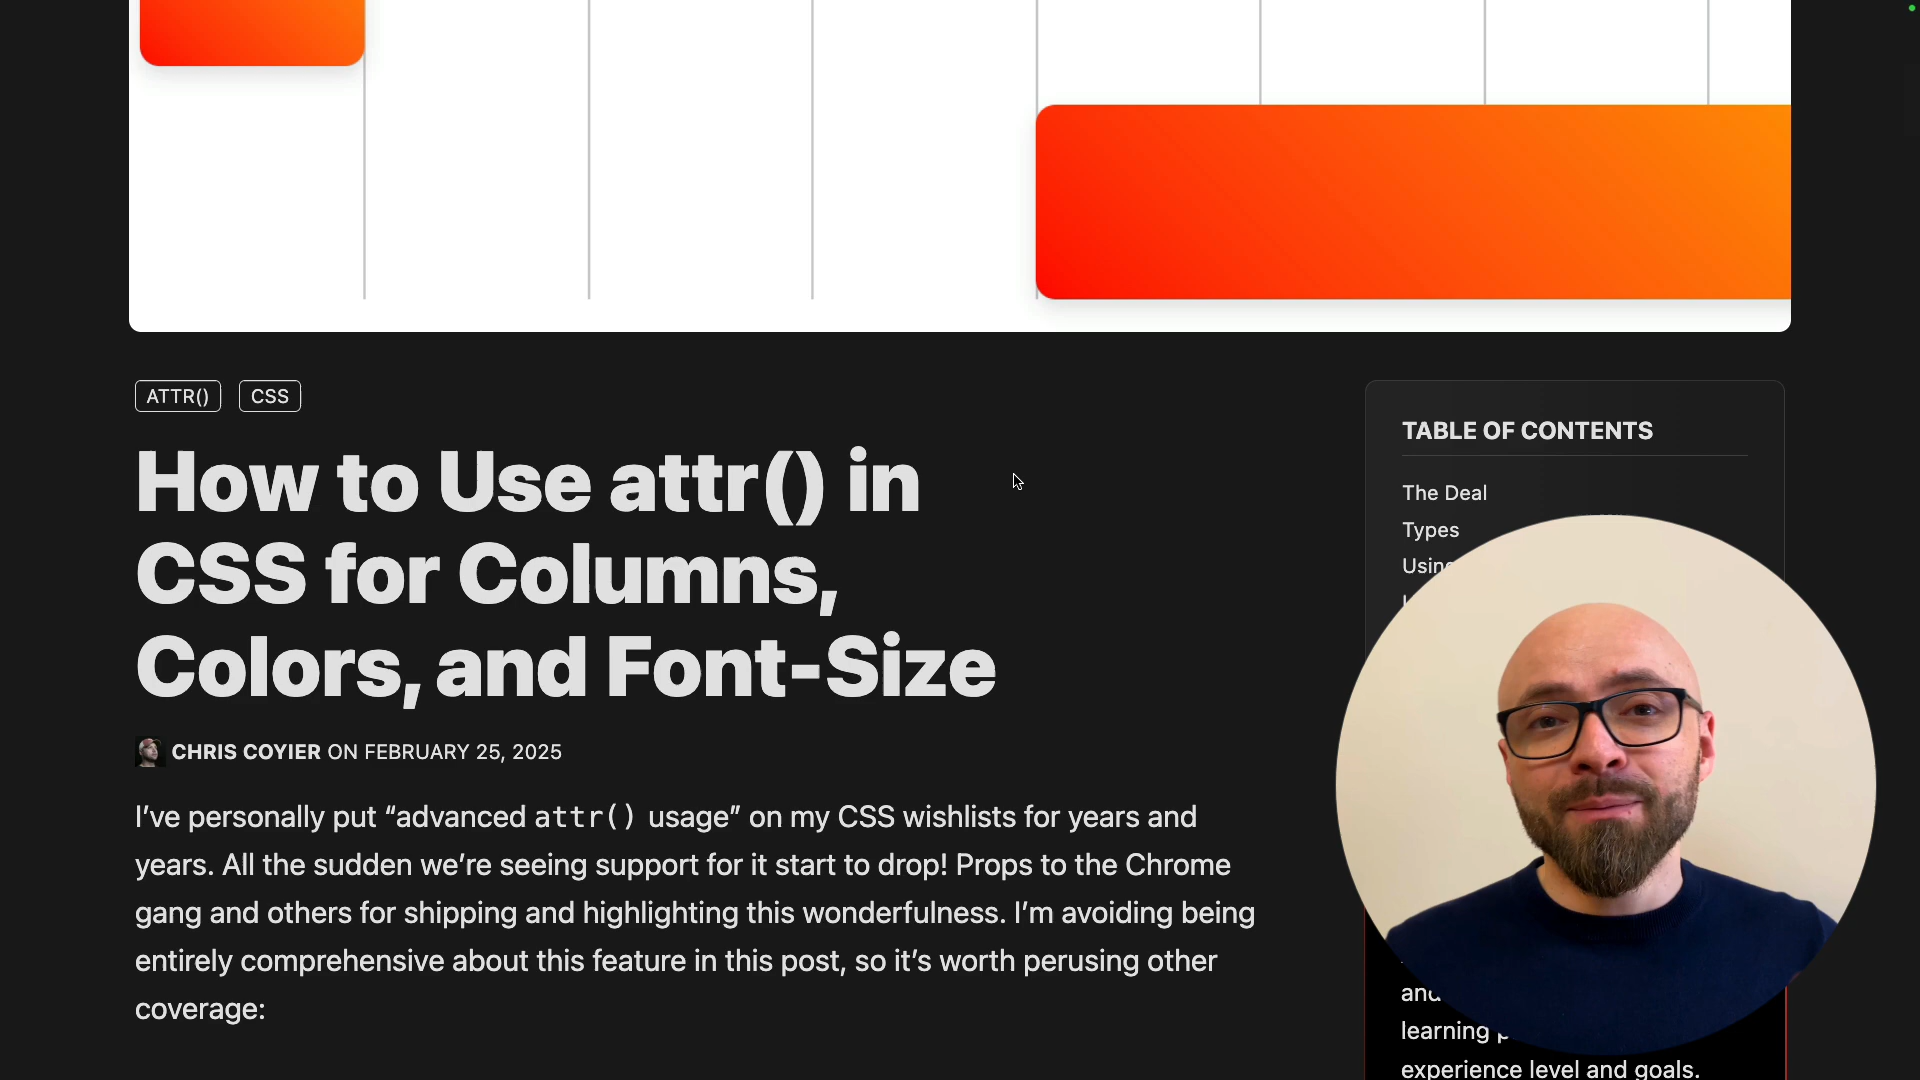 ATTR() CSS
How to Use attr() in
CSS for Columns,
Colors, and Font-Size
CHRIS COYIER ON FEBRUARY 25, 2025
I’ve personally put “advanced attr() usage” on my CSS wishlists for years and
years. All the sudden we’re seeing support for it start to drop! Props to the Chrome
gang and others for shipping and highlighting this wonderfulness. I’m avoiding being
entirely comprehensive about this feature in this post, so it’s worth perusing other
coverage:
TABLE OF CONTENTS
The Deal
Types
and
learning
experience level and goals.